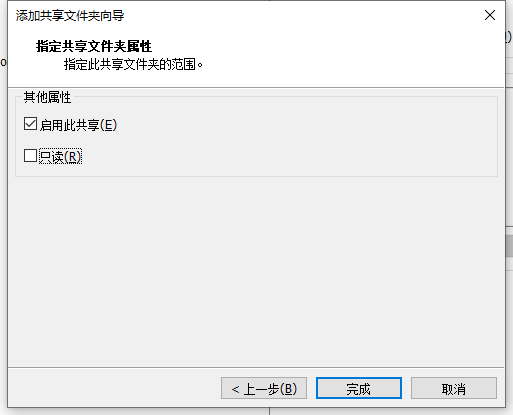 添加共享文件夹向导
指定共享文件夹属性
指定此共享文件夹的范围。
其他属性
启用此共享(E)
只读(R)
< 上一步(B)
完成
取消